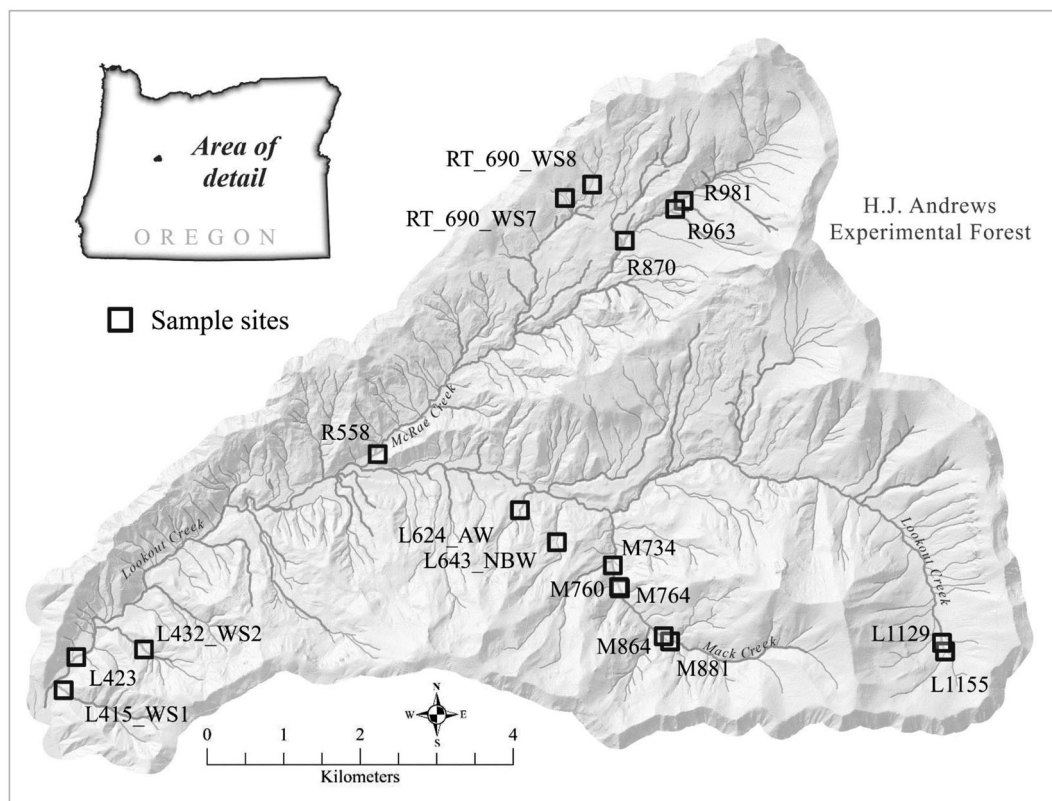 Area of
detail
OREGON
Sample sites
H.J. Andrews
Experimental Forest
RT_690_WS8
RT_690_WS7
R981
R963
R870
McRae Creek
R558
Lookout Creek
L624_AW
L643_NBW
M734
M760
M764
M864
M881
Mack Creek
Lookout Creek
L1129
L1155
L432_WS2
L423
L415_WS1
N
W
E
S
0 1 2 4
Kilometers